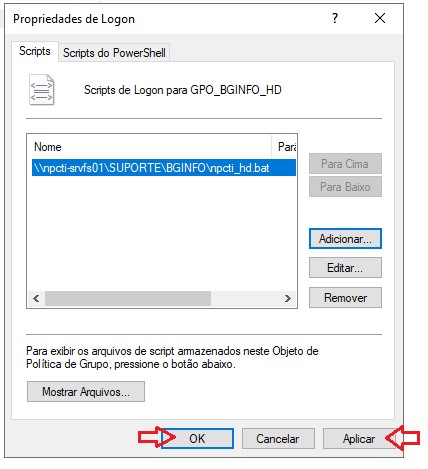 Propriedades de Logon
Scripts Scripts do PowerShell
Scripts de Logon para GPO_BGINFO_HD
Nome Pará
\\npcti-srvfs01\SUPORTE\BGINFO\npcti_hd.bat
Para Cima
Para Baixo
Adicionar...
Editar...
Remover
Para exibir os arquivos de script armazenados neste Objeto de
Política de Grupo, pressione o botão abaixo.
Mostrar Arquivos...
OK Cancelar Aplicar